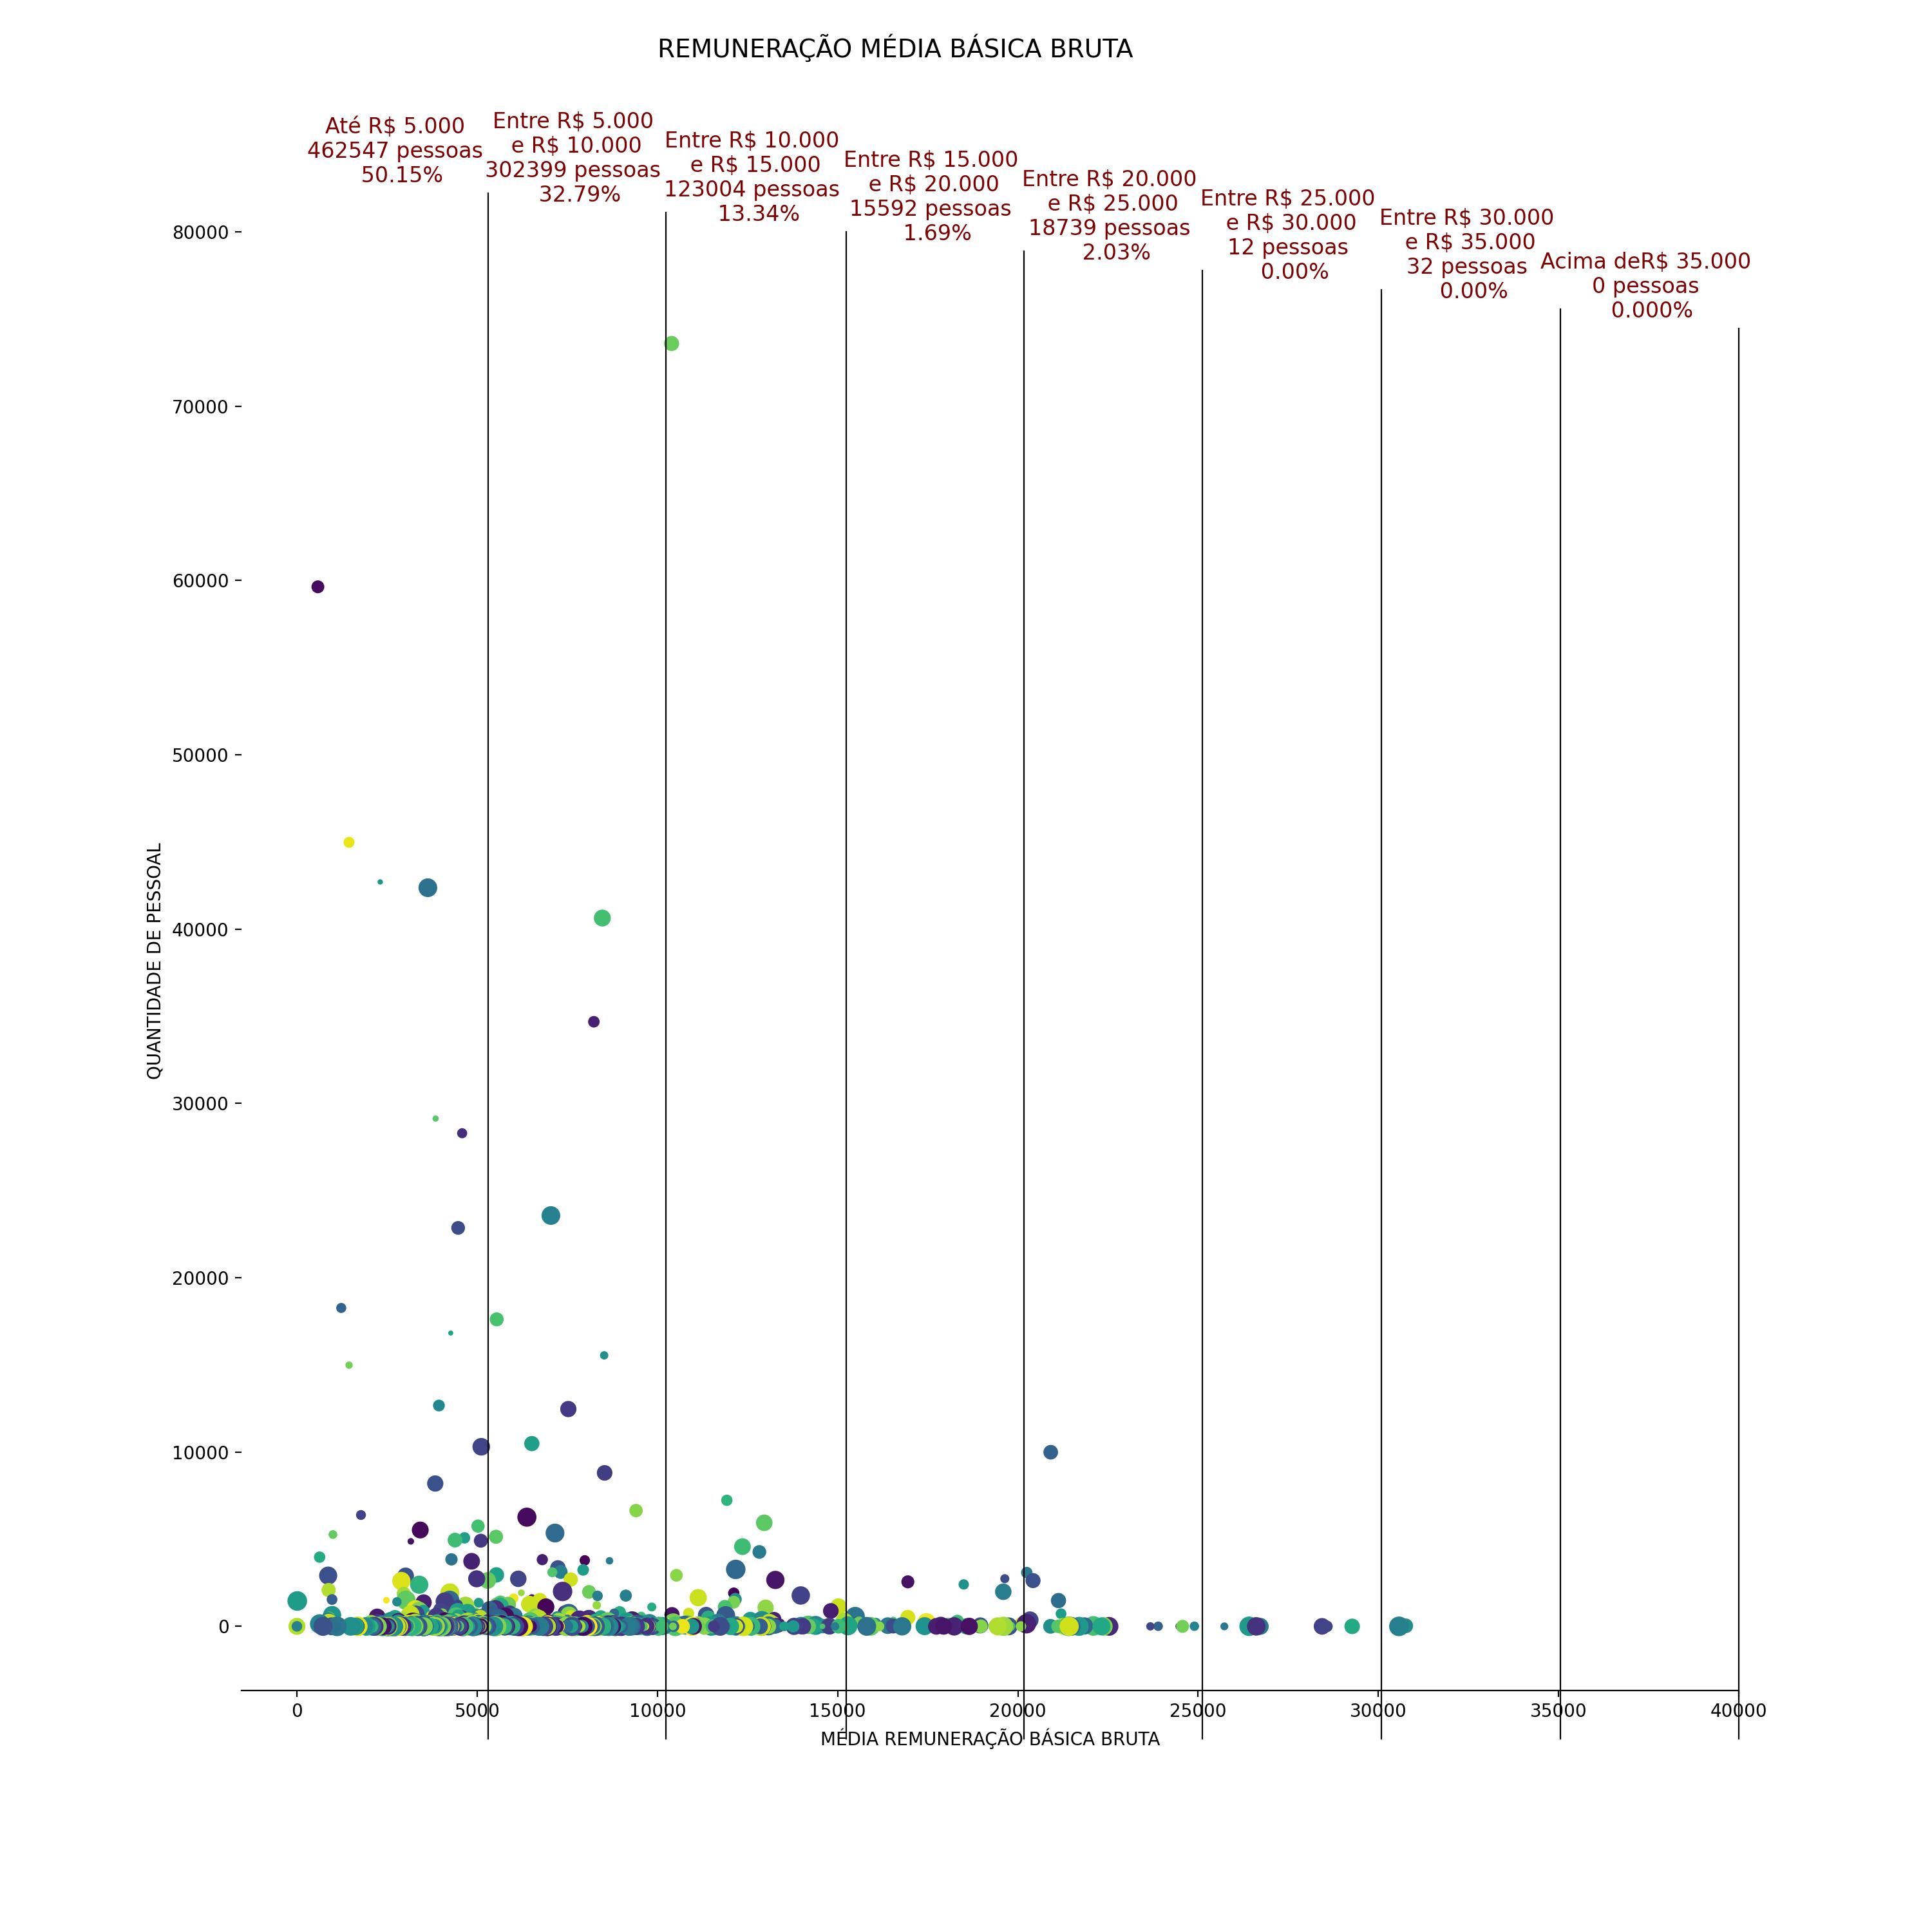 REMUNERAÇÃO MÉDIA BÁSICA BRUTA
Até R$ 5.000
462547 pessoas
50.15%
Entre R$ 5.000
e R$ 10.000
302399 pessoas
32.79%
Entre R$ 10.000
e R$ 15.000
123004 pessoas
13.34%
Entre R$ 15.000
e R$ 20.000
15592 pessoas
1.69%
Entre R$ 20.000
e R$ 25.000
18739 pessoas
2.03%
Entre R$ 25.000
e R$ 30.000
12 pessoas
0.00%
Entre R$ 30.000
e R$ 35.000
32 pessoas
0.00%
Acima deR$ 35.000
0 pessoas
0.000%
80000
70000
60000
50000
40000
30000
20000
10000
0
QUANTIDADE DE PESSOAL
0
5000
10000
15000
20000
25000
30000
35000
40000
MÉDIA REMUNERAÇÃO BÁSICA BRUTA